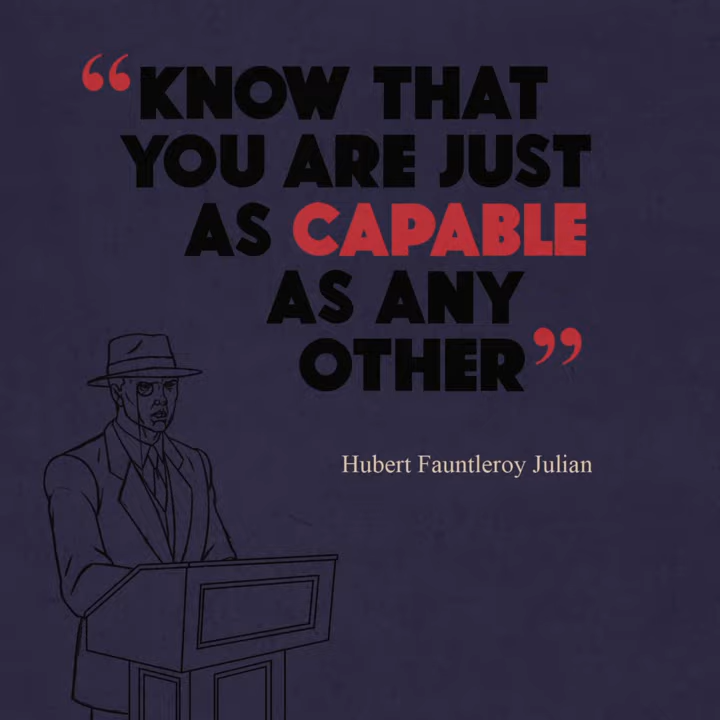 “KNOW THAT
YOU ARE JUST
AS CAPABLE
AS ANY
OTHER”
Hubert Fauntleroy Julian